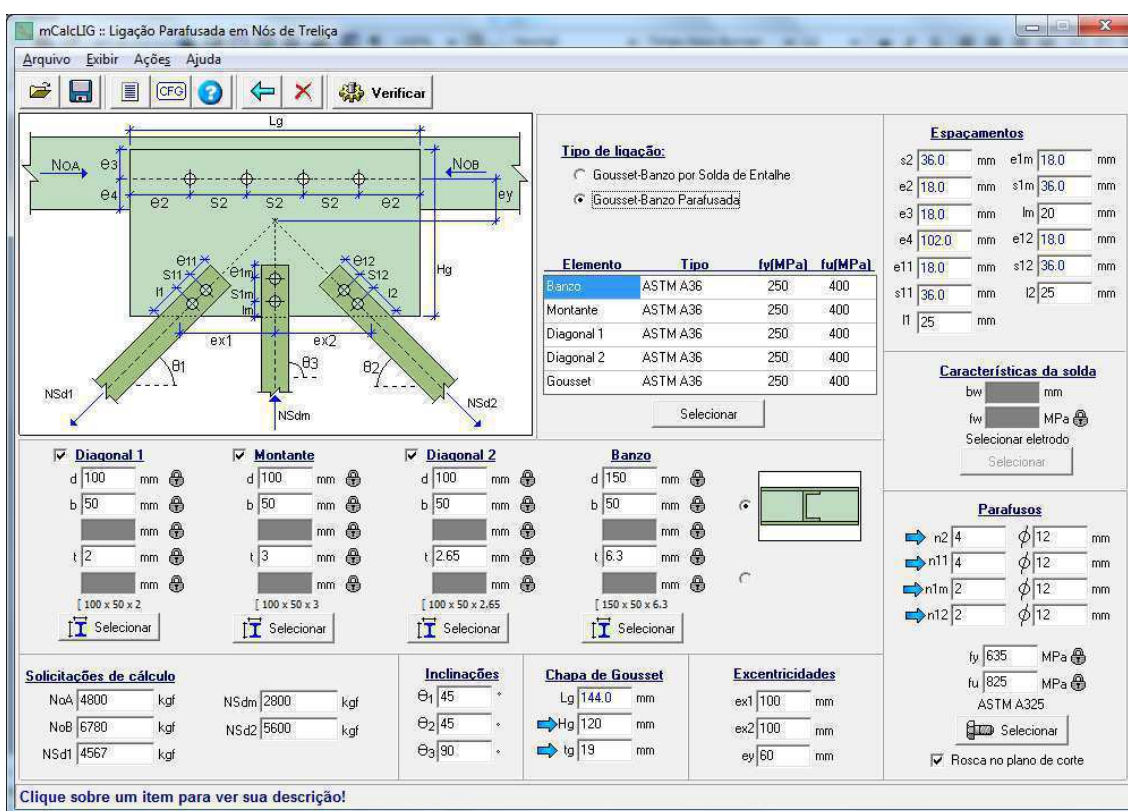 mCalcLIG :: Ligação Parafusada em Nós de Treliça
Arquivo Exibir Ações Ajuda
CFG Verificar
Lg
NOA e3 NOB
e4 e2 S2 S2 S2 e2 ey
e11 e12
S11 e1m S12 Hg
l1 S1m l2
lm
ex1 ex2
θ1 θ3 θ2
NSd1 NSdm NSd2
Tipo de ligação:
Gousset-Banzo por Solda de Entalhe
Gousset-Banzo Parafusada
Elemento Tipo fy(MPa) fu(MPa)
Banzo ASTM A36 250 400
Montante ASTM A36 250 400
Diagonal 1 ASTM A36 250 400
Diagonal 2 ASTM A36 250 400
Gousset ASTM A36 250 400
Selecionar
Espaçamentos
s2 36.0 mm e1m 18.0 mm
e2 18.0 mm s1m 36.0 mm
e3 18.0 mm lm 20 mm
e4 102.0 mm e12 18.0 mm
e11 18.0 mm s12 36.0 mm
s11 36.0 mm l2 25 mm
l1 25 mm
Características da solda
bw mm
fw MPa
Selecionar eletrodo
Selecionar
Diagonal 1
d 100 mm
b 50 mm
mm
t 2 mm
mm
[ 100 x 50 x 2
Selecionar
Montante
d 100 mm
b 50 mm
mm
t 3 mm
mm
[ 100 x 50 x 3
Selecionar
Diagonal 2
d 100 mm
b 50 mm
mm
t 2.65 mm
mm
[ 100 x 50 x 2.65
Selecionar
Banzo
d 150 mm
b 50 mm
mm
t 6.3 mm
mm
[ 150 x 50 x 6.3
Selecionar
Parafusos
n2 4 ϕ 12 mm
n11 4 ϕ 12 mm
n1m 2 ϕ 12 mm
n12 2 ϕ 12 mm
fy 635 MPa
fu 825 MPa
ASTM A325
Selecionar
Rosca no plano de corte
Solicitações de cálculo
NoA 4800 kgf NSdm 2800 kgf
NoB 6780 kgf NSd2 5600 kgf
NSd1 4567 kgf
Inclinações
θ1 45 °
θ2 45 °
θ3 90 °
Chapa de Gousset
Lg 144.0 mm
Hg 120 mm
tg 19 mm
Excentricidades
ex1 100 mm
ex2 100 mm
ey 60 mm
Clique sobre um item para ver sua descrição!